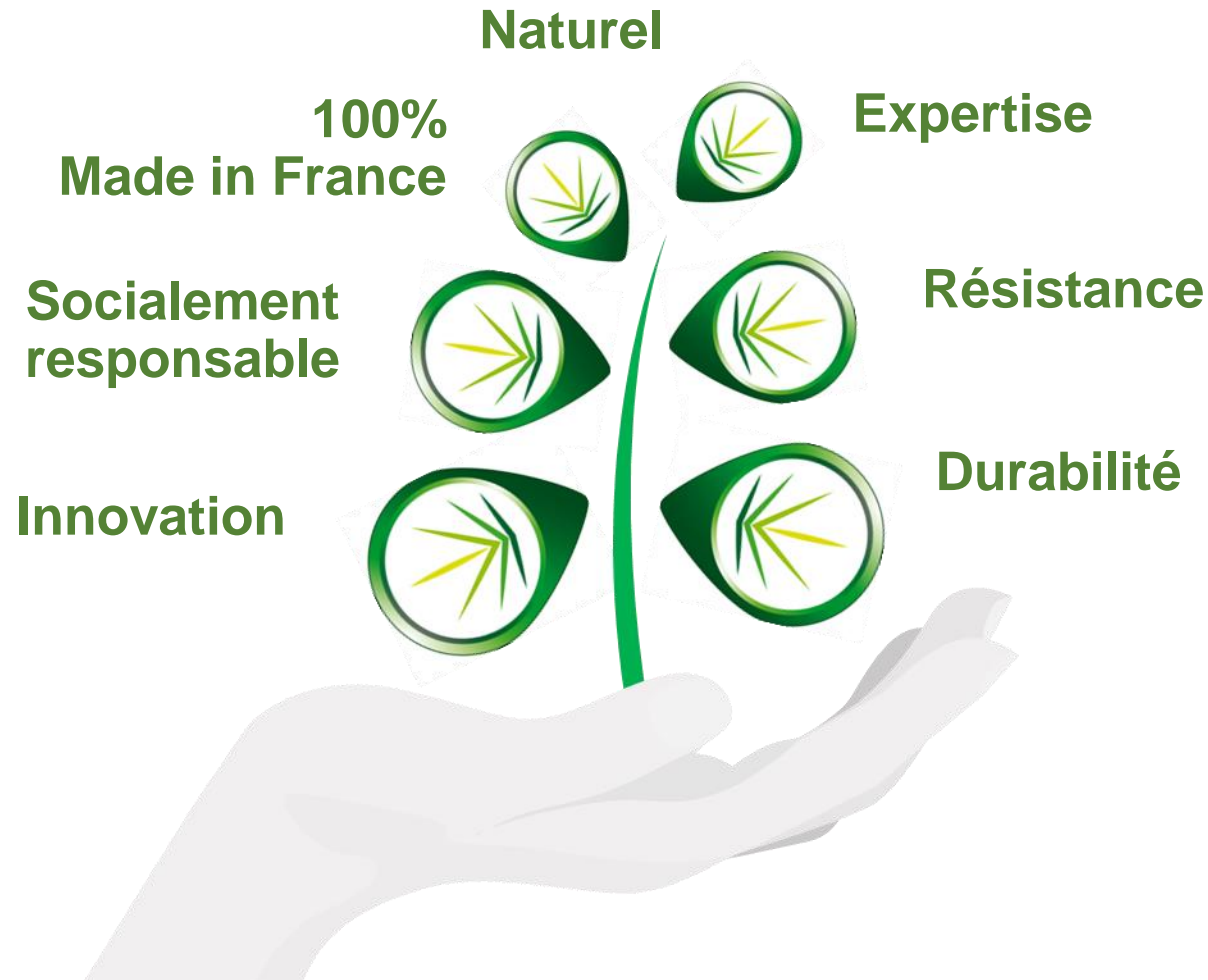 Naturel
100%
Made in France
Expertise
Socialement
responsable
Résistance
Innovation
Durabilité